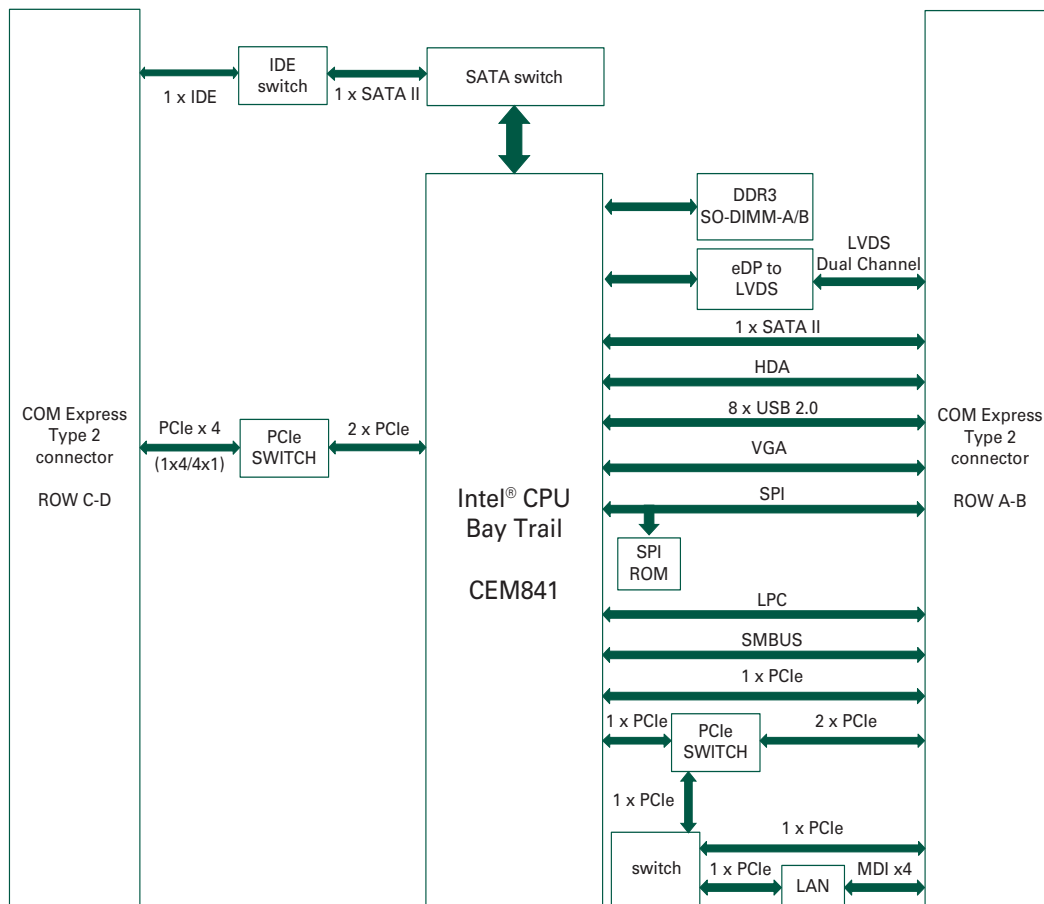 IDE
switch
1 x IDE
1 x SATA II
SATA switch
DDR3
SO-DIMM-A/B
eDP to
LVDS
LVDS
Dual Channel
1 x SATA II
HDA
8 x USB 2.0
VGA
SPI
SPI
ROM
LPC
SMBUS
1 x PCIe
1 x PCIe
PCIe
SWITCH
2 x PCIe
1 x PCIe
switch
1 x PCIe
1 x PCIe
LAN
MDI x4
COM Express
Type 2
connector
ROW C-D
PCIe x 4
(1x4/4x1)
PCIe
SWITCH
2 x PCIe
Intel® CPU
Bay Trail
CEM841
COM Express
Type 2
connector
ROW A-B